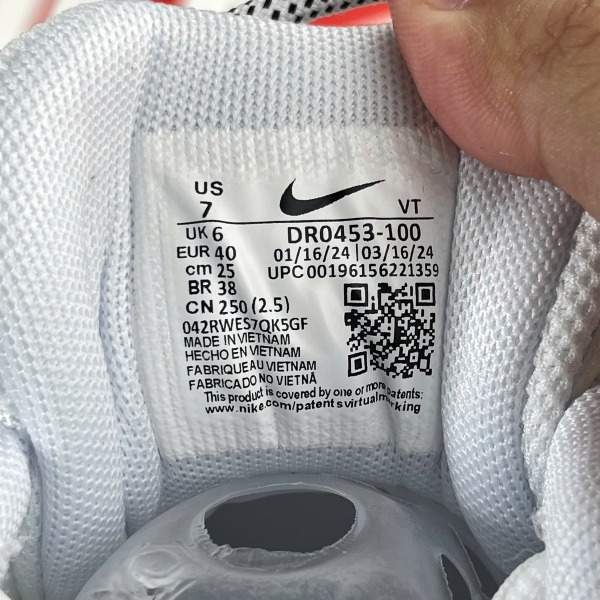 US
7
VT
UK 6
DR0453-100
EUR 40
01/16/24 | 03/16/24
cm 25
UPC 00196156221359
BR 38
CN 250 (2.5)
042RWES7QK5GF
MADE IN VIETNAM
HECHO EN VIETNAM
FABRIQUE AU VIETNAM
FABRICADO NO VIETNÃ
This product is covered by one or more patents:
www.nike.com/patentsvirtualmarking